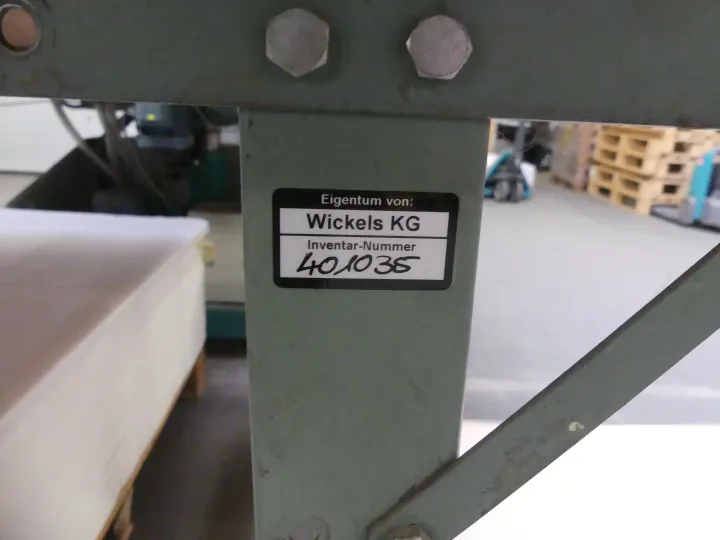 Eigentum von:
Wickels KG
Inventar-Nummer
401035